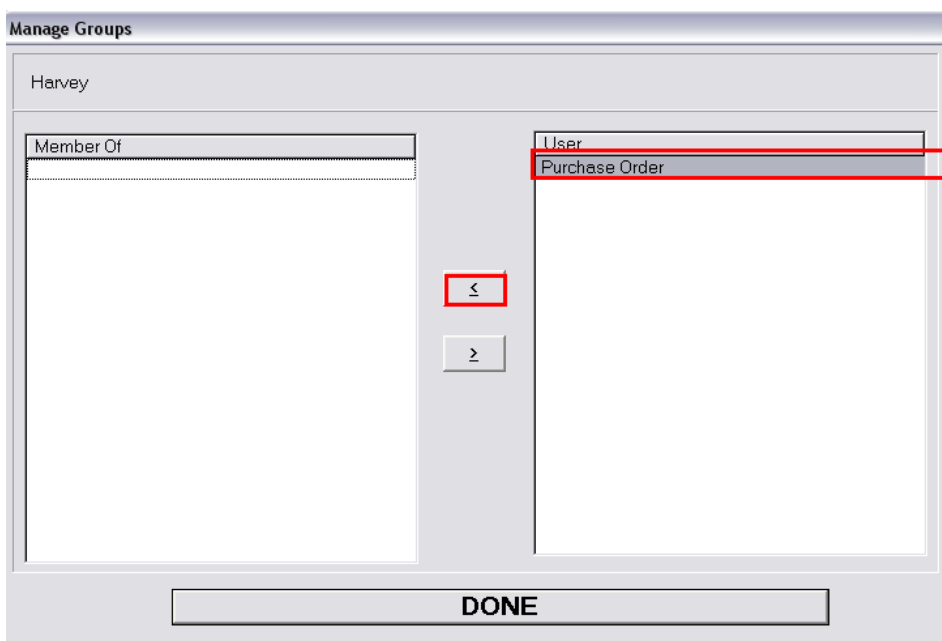 Manage Groups
Harvey
Member Of
User
Purchase Order
<
>
DONE